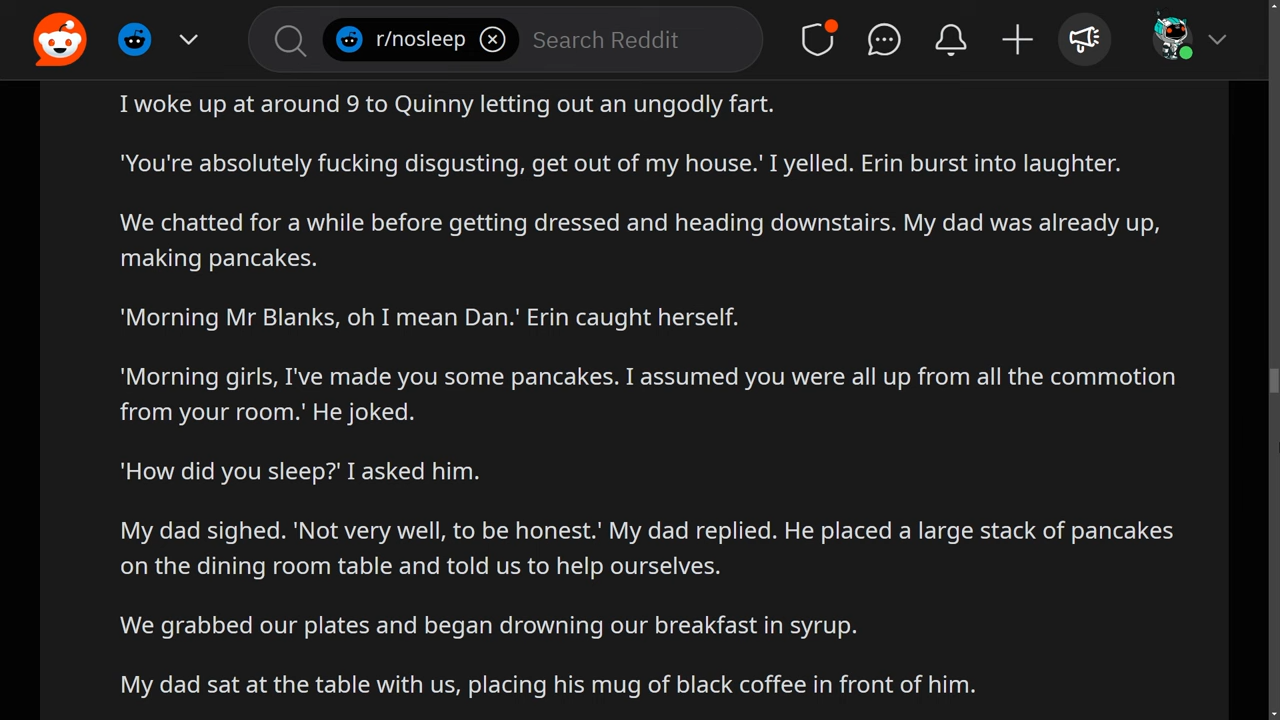 r/nosleep Search Reddit
I woke up at around 9 to Quinny letting out an ungodly fart.
'You're absolutely fucking disgusting, get out of my house.' I yelled. Erin burst into laughter.
We chatted for a while before getting dressed and heading downstairs. My dad was already up,
making pancakes.
'Morning Mr Blanks, oh I mean Dan.' Erin caught herself.
'Morning girls, I've made you some pancakes. I assumed you were all up from all the commotion
from your room.' He joked.
'How did you sleep?' I asked him.
My dad sighed. 'Not very well, to be honest.' My dad replied. He placed a large stack of pancakes
on the dining room table and told us to help ourselves.
We grabbed our plates and began drowning our breakfast in syrup.
My dad sat at the table with us, placing his mug of black coffee in front of him.